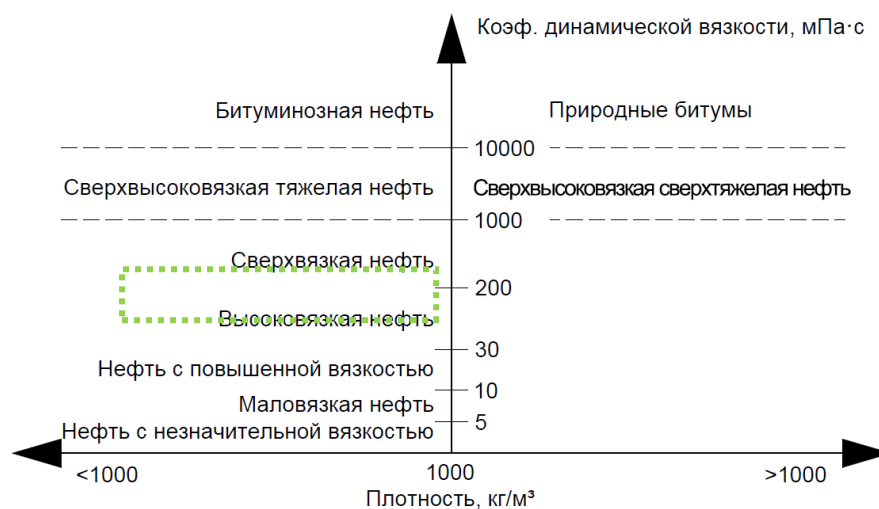 Коэф. динамической вязкости, мПа·с
Битуминозная нефть
Природные битумы
10000
Сверхвысоковязкая тяжелая нефть
Сверхвысоковязкая сверхтяжелая нефть
1000
Сверхвязкая нефть
200
Высоковязкая нефть
30
Нефть с повышенной вязкостью
10
Маловязкая нефть
5
Нефть с незначительной вязкостью
<1000
1000
>1000
Плотность, кг/м³